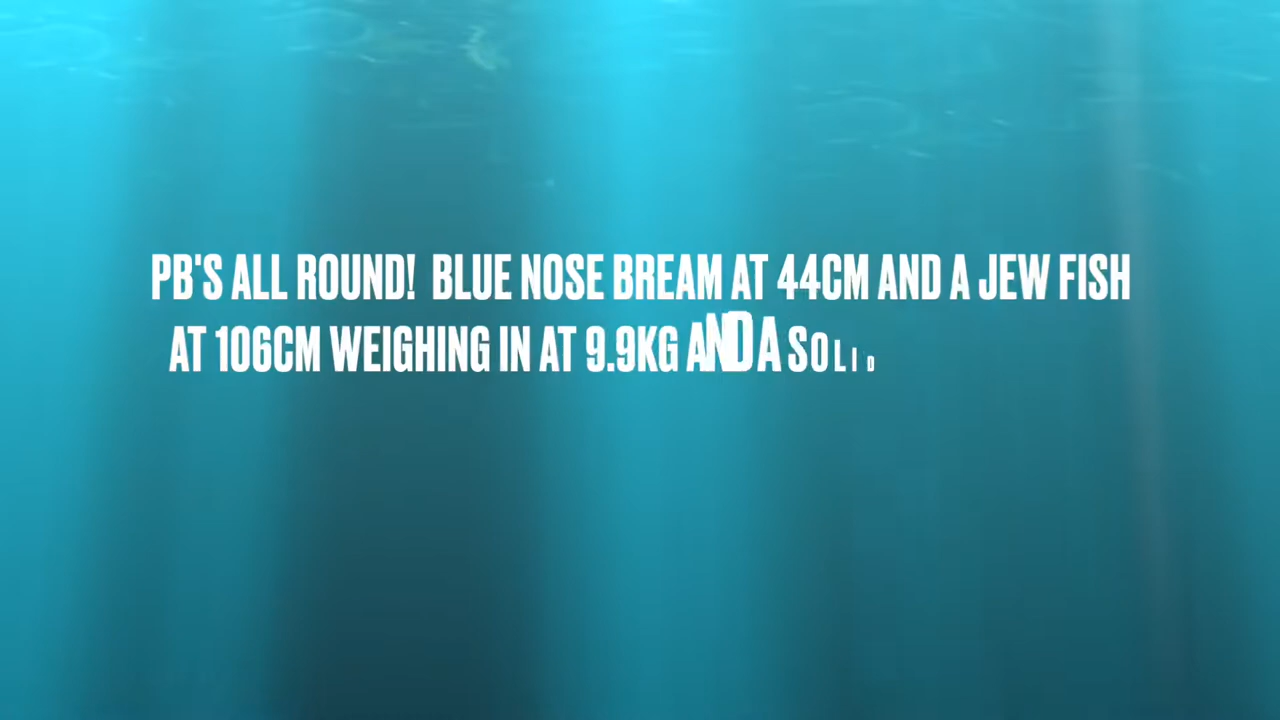 PB'S ALL ROUND! BLUE NOSE BREAM AT 44CM AND A JEW FISH
AT 106CM WEIGHING IN AT 9.9KG AND A SOLID